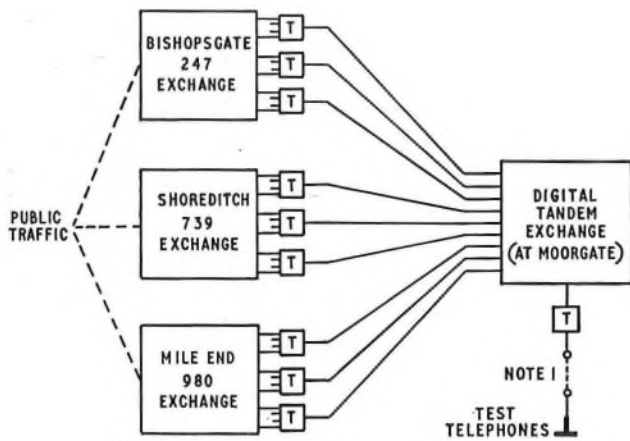 BISHOPSGATE
247
EXCHANGE
T
T
T
PUBLIC
TRAFFIC
SHOREDITCH
739
EXCHANGE
T
T
T
MILE END
980
EXCHANGE
T
T
T
DIGITAL
TANDEM
EXCHANGE
(AT MOORGATE)
T
NOTE I
TEST
TELEPHONES